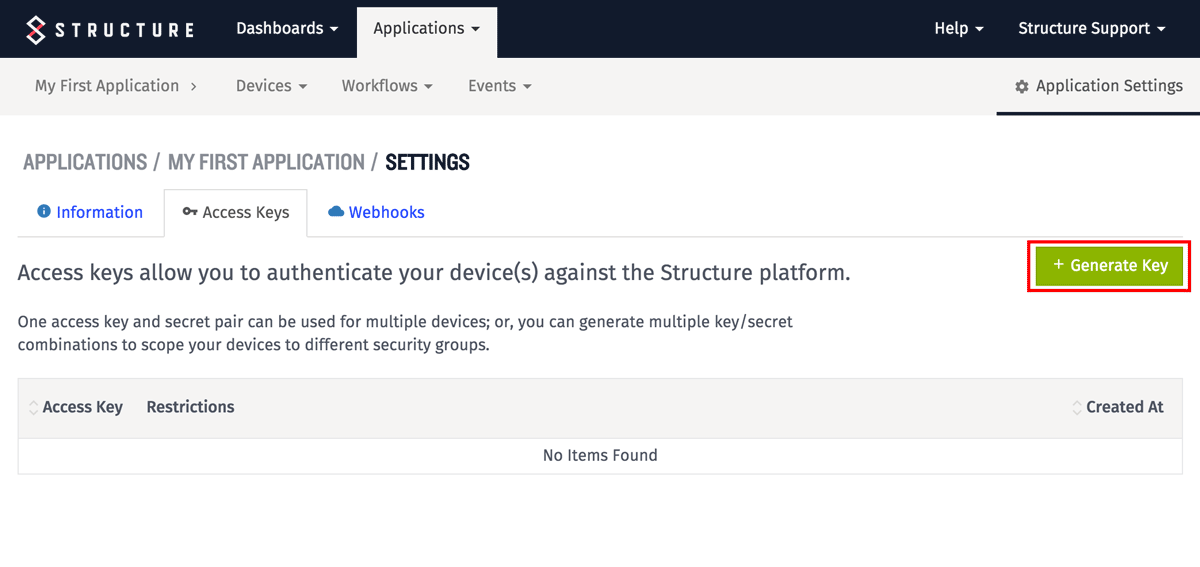 STRUCTURE Dashboards Applications Help Structure Support
My First Application > Devices Workflows Events Application Settings
APPLICATIONS / MY FIRST APPLICATION / SETTINGS
Information Access Keys Webhooks
Access keys allow you to authenticate your device(s) against the Structure platform.
+ Generate Key
One access key and secret pair can be used for multiple devices; or, you can generate multiple key/secret
combinations to scope your devices to different security groups.
Access Key Restrictions Created At
No Items Found